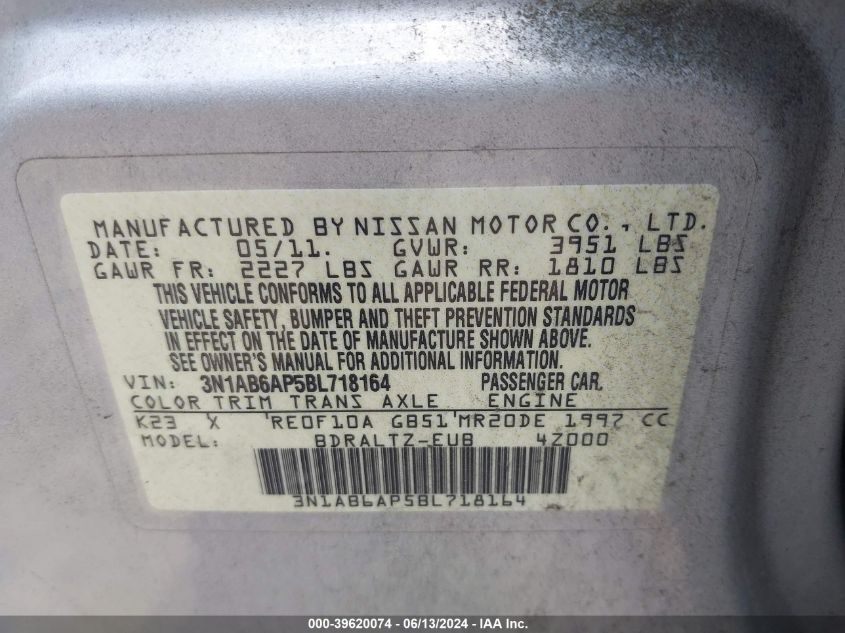 MANUFACTURED BY NISSAN MOTOR CO., LTD.
DATE: 05/11. GVWR: 3951 LBS
GAWR FR: 2227 LBS GAWR RR: 1810 LBS
THIS VEHICLE CONFORMS TO ALL APPLICABLE FEDERAL MOTOR
VEHICLE SAFETY, BUMPER AND THEFT PREVENTION STANDARDS
IN EFFECT ON THE DATE OF MANUFACTURE SHOWN ABOVE.
SEE OWNER'S MANUAL FOR ADDITIONAL INFORMATION.
VIN: 3N1AB6AP5BL718164 PASSENGER CAR.
COLOR TRIM TRANS AXLE ENGINE
K23 X 'RE0F10A GB51'MR20DE 1997 CC
MODEL: BDRALTZ-EUB 4Z000
3N1AB6AP5BL718164
000-39620074 - 06/13/2024 - IAA Inc.